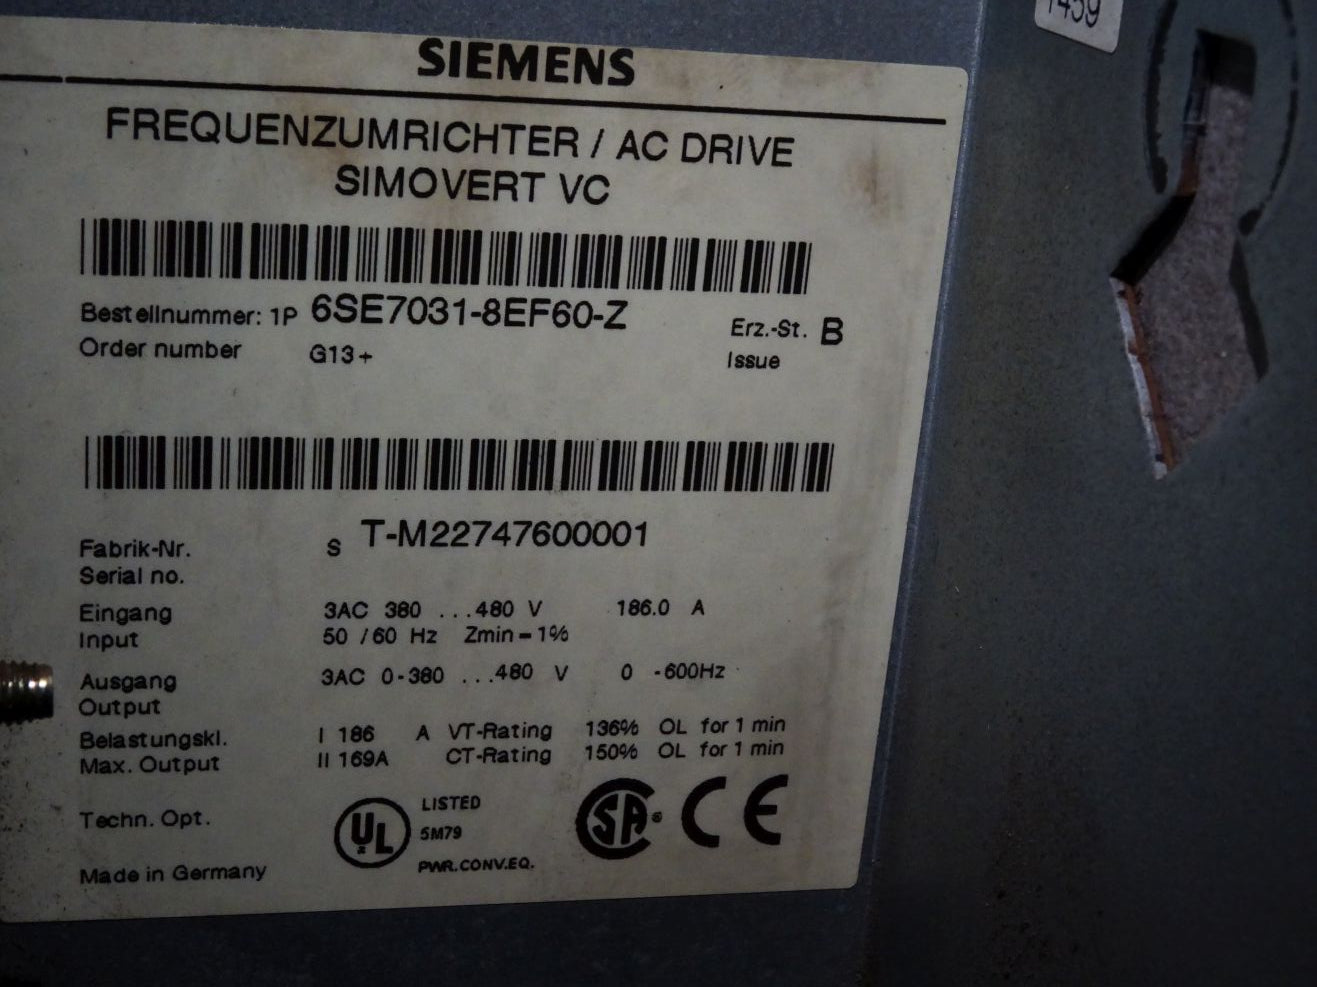 1459
SIEMENS
FREQUENZUMRICHTER / AC DRIVE
SIMOVERT VC
Bestellnummer: 1P 6SE7031-8EF60-Z Erz.-St. B
Order number G13+ Issue
Fabrik-Nr. S T-M22747600001
Serial no.
Eingang 3AC 380 ...480 V 186.0 A
Input 50 /60 Hz Zmin=1%
Ausgang 3AC 0-380 ...480 V 0 -600Hz
Output
Belastungskl. I 186 A VT-Rating 136% OL for 1 min
Max. Output II 169A CT-Rating 150% OL for 1 min
Techn. Opt. UL LISTED SA CE
5M79
PWR.CONV.EQ.
Made in Germany